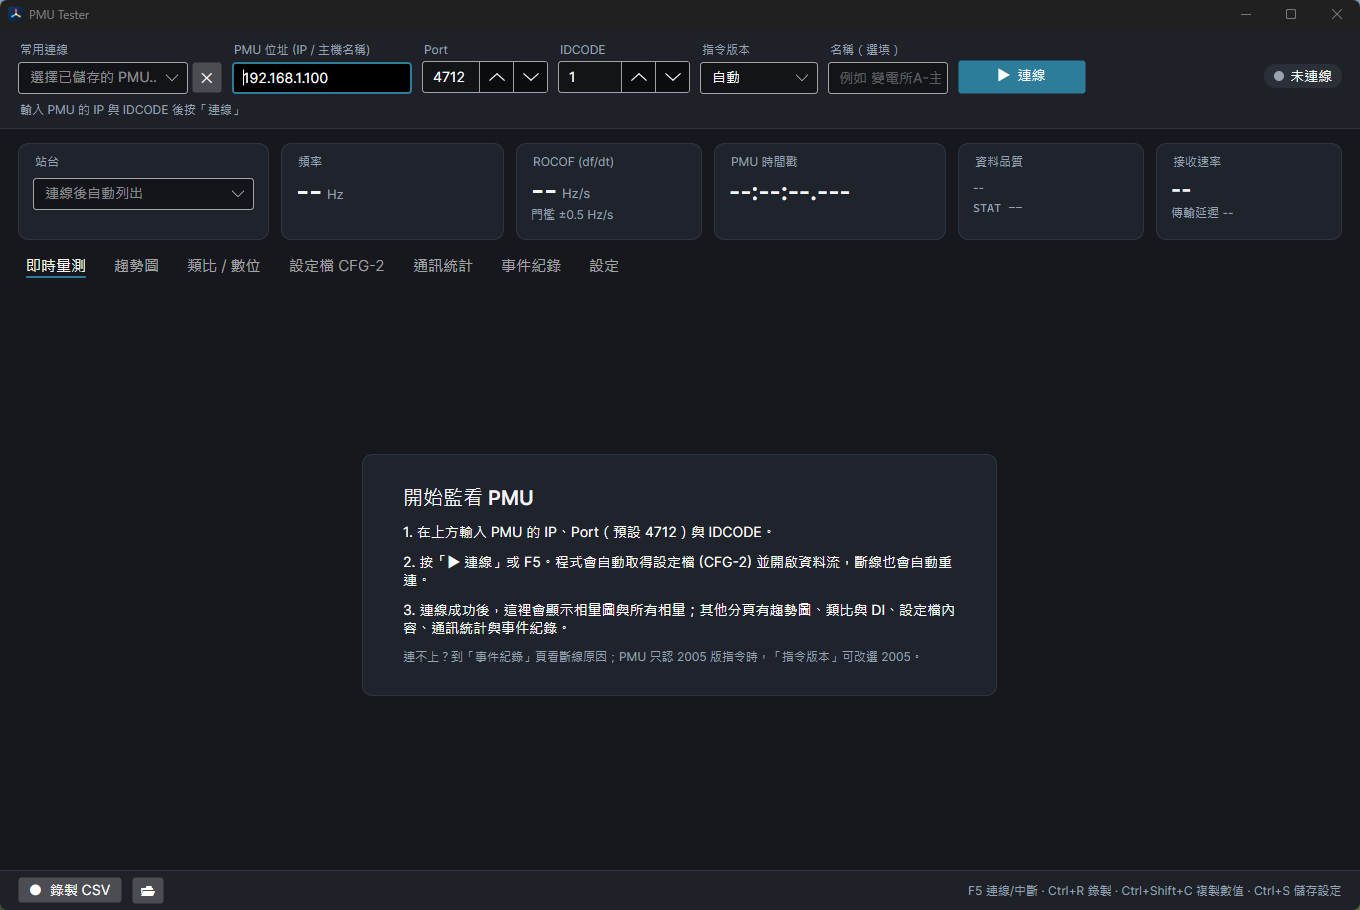 PMU Tester
常用連線
PMU 位址 (IP / 主機名稱)
Port
IDCODE
指令版本
名稱（選填）
選擇已儲存的 PMU..
192.168.1.100
4712
1
自動
例如 變電所A-主
▶ 連線
未連線
輸入 PMU 的 IP 與 IDCODE 後按「連線」
站台
連線後自動列出
頻率
-- Hz
ROCOF (df/dt)
-- Hz/s
門檻 ±0.5 Hz/s
PMU 時間戳
--:--:--.---
資料品質
--
STAT --
接收速率
--
傳輸延遲 --
即時量測
趨勢圖
類比 / 數位
設定檔 CFG-2
通訊統計
事件紀錄
設定
開始監看 PMU
1. 在上方輸入 PMU 的 IP、Port（預設 4712）與 IDCODE。
2. 按「▶ 連線」或 F5。程式會自動取得設定檔 (CFG-2) 並開啟資料流，斷線也會自動重
連。
3. 連線成功後，這裡會顯示相量圖與所有相量；其他分頁有趨勢圖、類比與 DI、設定檔內
容、通訊統計與事件紀錄。
連不上？到「事件紀錄」頁看斷線原因；PMU 只認 2005 版指令時，「指令版本」可改選 2005。
錄製 CSV
F5 連線/中斷 · Ctrl+R 錄製 · Ctrl+Shift+C 複製數值 · Ctrl+S 儲存設定